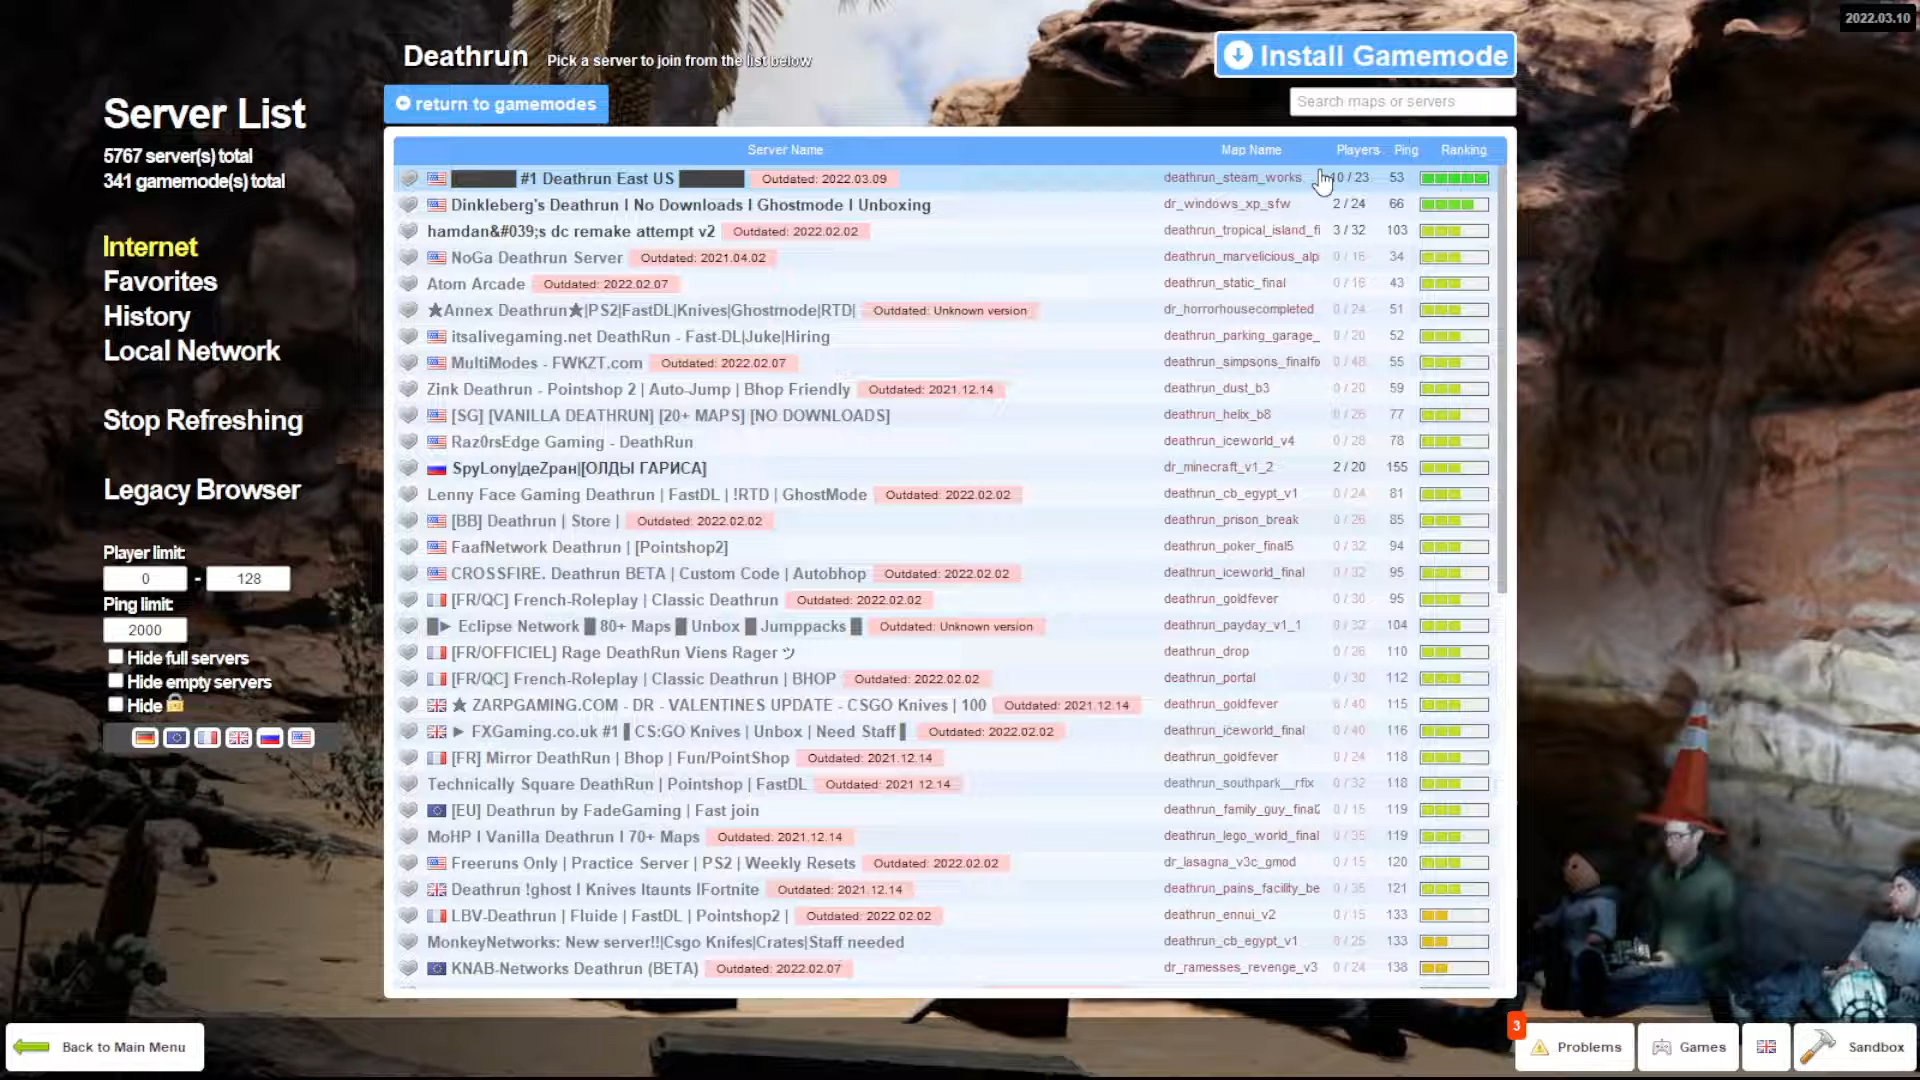 2022.03.10
Deathrun Pick a server to join from the list below
Install Gamemode
return to gamemodes
Search maps or servers
Server List
5767 server(s) total
341 gamemode(s) total
Internet
Favorites
History
Local Network
Stop Refreshing
Legacy Browser
Player limit:
0 - 128
Ping limit:
2000
Hide full servers
Hide empty servers
Hide
Server Name Map Name Players Ping Ranking
#1 Deathrun East US Outdated: 2022.03.09 deathrun_steam_works 10 / 23 53
Dinkleberg's Deathrun I No Downloads I Ghostmode I Unboxing dr_windows_xp_sfw 2 / 24 66
hamdan&#039;s dc remake attempt v2 Outdated: 2022.02.02 deathrun_tropical_island_fi 3 / 32 103
NoGa Deathrun Server Outdated: 2021.04.02 deathrun_marvelicious_alp 0 / 16 34
Atom Arcade Outdated: 2022.02.07 deathrun_static_final 0 / 16 43
★Annex Deathrun★|PS2|FastDL|Knives|Ghostmode|RTD| Outdated: Unknown version dr_horrorhousecompleted 0 / 24 51
itsalivegaming.net DeathRun - Fast-DL|Juke|Hiring deathrun_parking_garage_ 0 / 20 52
MultiModes - FWKZT.com Outdated: 2022.02.07 deathrun_simpsons_finalfix 0 / 48 55
Zink Deathrun - Pointshop 2 | Auto-Jump | Bhop Friendly Outdated: 2021.12.14 deathrun_dust_b3 0 / 20 59
[SG] [VANILLA DEATHRUN] [20+ MAPS] [NO DOWNLOADS] deathrun_helix_b8 0 / 26 77
Raz0rsEdge Gaming - DeathRun deathrun_iceworld_v4 0 / 28 78
SpyLony|деZран|[ОЛДЫ ГАРИСА] dr_minecraft_v1_2 2 / 20 155
Lenny Face Gaming Deathrun | FastDL | !RTD | GhostMode Outdated: 2022.02.02 deathrun_cb_egypt_v1 0 / 24 81
[BB] Deathrun | Store | Outdated: 2022.02.02 deathrun_prison_break 0 / 26 85
FaafNetwork Deathrun | [Pointshop2] deathrun_poker_final5 0 / 32 94
CROSSFIRE. Deathrun BETA | Custom Code | Autobhop Outdated: 2022.02.02 deathrun_iceworld_final 0 / 32 95
[FR/QC] French-Roleplay | Classic Deathrun Outdated: 2022.02.02 deathrun_goldfever 0 / 30 95
█► Eclipse Network █ 80+ Maps █ Unbox █ Jumppacks █ Outdated: Unknown version deathrun_payday_v1_1 0 / 32 104
[FR/OFFICIEL] Rage DeathRun Viens Rager ツ deathrun_drop 0 / 26 110
[FR/QC] French-Roleplay | Classic Deathrun | BHOP Outdated: 2022.02.02 deathrun_portal 0 / 30 112
★ ZARPGAMING.COM - DR - VALENTINES UPDATE - CSGO Knives | 100 Outdated: 2021.12.14 deathrun_goldfever 6 / 40 115
► FXGaming.co.uk #1 ▌CS:GO Knives | Unbox | Need Staff ▌ Outdated: 2022.02.02 deathrun_iceworld_final 0 / 40 116
[FR] Mirror DeathRun | Bhop | Fun/PointShop Outdated: 2021.12.14 deathrun_goldfever 0 / 24 118
Technically Square DeathRun | Pointshop | FastDL Outdated: 2021.12.14 deathrun_southpark__rfix 0 / 32 118
[EU] Deathrun by FadeGaming | Fast join deathrun_family_guy_final2 0 / 15 119
MoHP I Vanilla Deathrun I 70+ Maps Outdated: 2021.12.14 deathrun_lego_world_final 0 / 35 119
Freeruns Only | Practice Server | PS2 | Weekly Resets Outdated: 2022.02.02 dr_lasagna_v3c_gmod 0 / 15 120
Deathrun !ghost I Knives Itaunts IFortnite Outdated: 2021.12.14 deathrun_pains_facility_be 0 / 35 121
LBV-Deathrun | Fluide | FastDL | Pointshop2 | Outdated: 2022.02.02 deathrun_ennui_v2 0 / 15 133
MonkeyNetworks: New server!!|Csgo Knifes|Crates|Staff needed deathrun_cb_egypt_v1 0 / 25 133
KNAB-Networks Deathrun (BETA) Outdated: 2022.02.07 dr_ramesses_revenge_v3 0 / 24 138
Back to Main Menu
3
Problems
Games
Sandbox